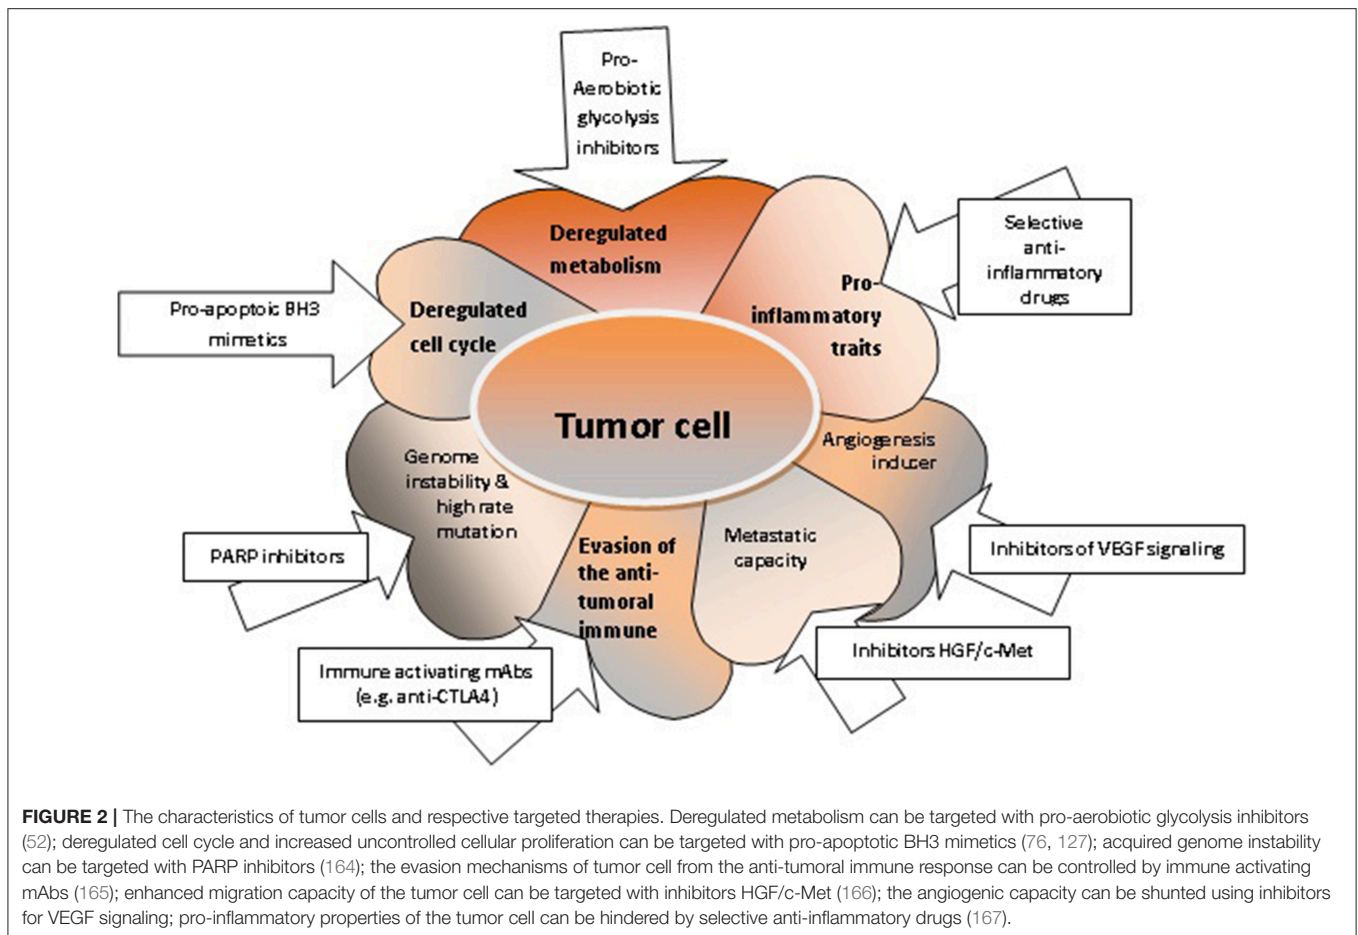 Pro-
Aerobiotic
glycolysis
inhibitors
Deregulated
metabolism
Selective
anti-
inflammatory
drugs
Pro-
inflammatory
traits
Pro-apoptoic BH3
mimetics
Deregulated
cell cycle
Tumor cell
Angiogenesis
inducer
Genome
instability &
high rate
mutation
Metastatic
capacity
Evasion of
the anti-
tumoral
immune
PARP inhibitors
Inhibitors of VEGF signaling
Inhibitors HGF/c-Met
Immune activating mAbs
(e.g. anti-CTLA4)
FIGURE 2 | The characteristics of tumor cells and respective targeted therapies. Deregulated metabolism can be targeted with pro-aerobiotic glycolysis inhibitors
(52); deregulated cell cycle and increased uncontrolled cellular proliferation can be targeted with pro-apoptotic BH3 mimetics (76, 127); acquired genome instability
can be targeted with PARP inhibitors (164); the evasion mechanisms of tumor cell from the anti-tumoral immune response can be controlled by immune activating
mAbs (165); enhanced migration capacity of the tumor cell can be targeted with inhibitors HGF/c-Met (166); the angiogenic capacity can be shunted using inhibitors
for VEGF signaling; pro-inflammatory properties of the tumor cell can be hindered by selective anti-inflammatory drugs (167).